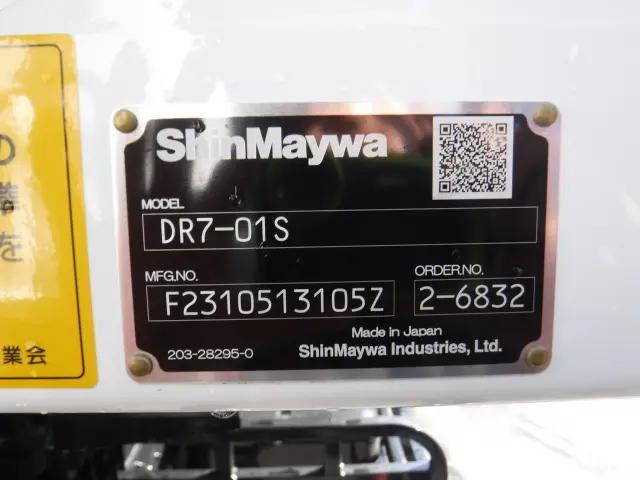 の
備
を
業会
ShinMaywa
MODEL
DR7-01S
MFG.NO.
F2310513105Z
ORDER.NO.
2-6832
Made in Japan
203-28295-0
ShinMaywa Industries, Ltd.